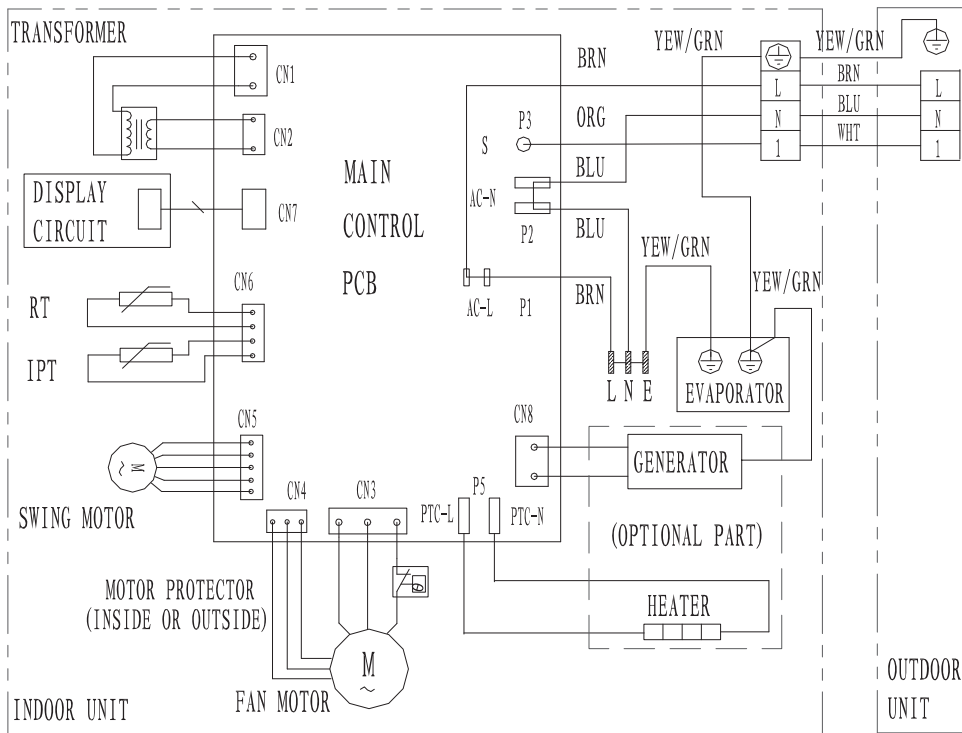 TRANSFORMER
CN1
CN2
MAIN
CONTROL
PCB
DISPLAY
CIRCUIT
CN7
CN6
RT
IPT
CN5
M
~
SWING MOTOR
CN4
CN3
MOTOR PROTECTOR
(INSIDE OR OUTSIDE)
M
~
FAN MOTOR
INDOOR UNIT
BRN
ORG
P3
S
BLU
AC-N
P2
BLU
AC-L
P1
BRN
L N E
YEW/GRN
YEW/GRN
L
N
1
BRN
BLU
WHT
L
N
1
YEW/GRN
YEW/GRN
EVAPORATOR
CN8
GENERATOR
P5
PTC-L
PTC-N
(OPTIONAL PART)
HEATER
OUTDOOR
UNIT